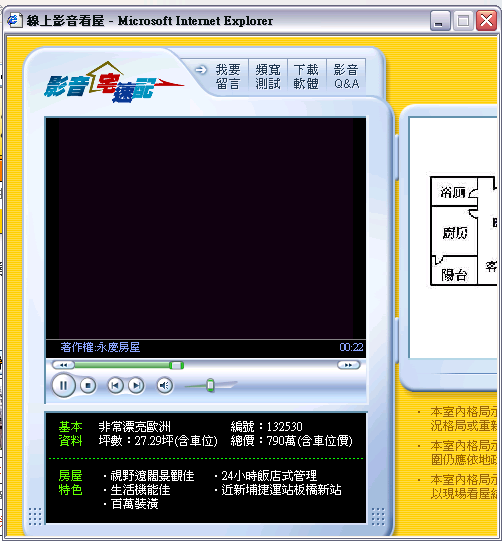 線上影音看屋 - Microsoft Internet Explorer
影音宅速配
我要留言
頻寬測試
下載軟體
影音Q&A
著作權:永慶房屋 00:22
基本資料
非常漂亮歐洲 編號:132530
坪數:27.29坪(含車位) 總價:790萬(含車位價)
房屋特色
·視野遼闊景觀佳 ·24小時飯店式管理
·生活機能佳 ·近新埔捷運站板橋新站
·百萬裝潢
浴廁
廚房
陽台
客
· 本室內格局示
況格局或重新
· 本室內格局示
圍仍應依地
· 本室內格局示
以現場看屋